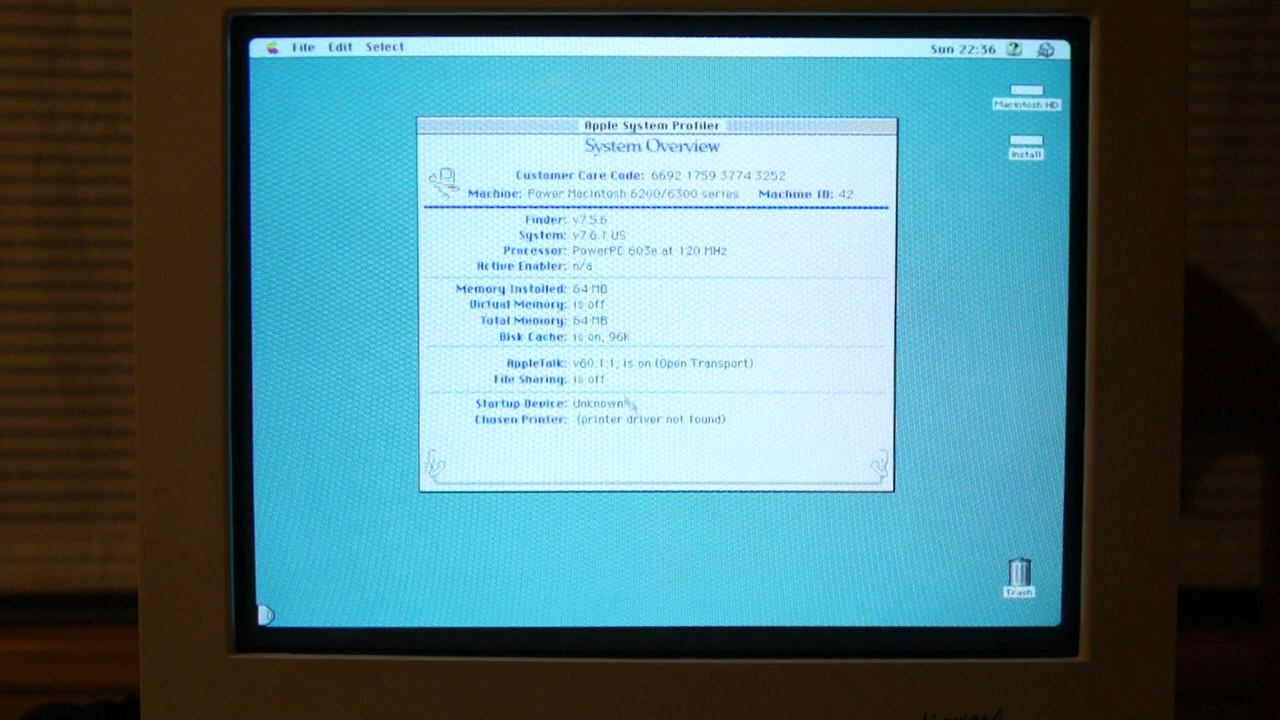 File Edit Select
Sun 22:36
Macintosh HD
Install
Apple System Profiler
System Overview
Customer Care Code: 6692 1759 3774 3252
Machine: Power Macintosh 6200/6300 series Machine ID: 42
Finder: v7.5.6
System: v7.6.1 US
Processor: PowerPC 603e at 120 MHz
Active Enabler: n/a
Memory Installed: 64 MB
Virtual Memory: is off
Total Memory: 64 MB
Disk Cache: is on, 96K
AppleTalk: v60.1.1, is on (Open Transport)
File Sharing: is off
Startup Device: Unknown
Chosen Printer: (printer driver not found)
Trash